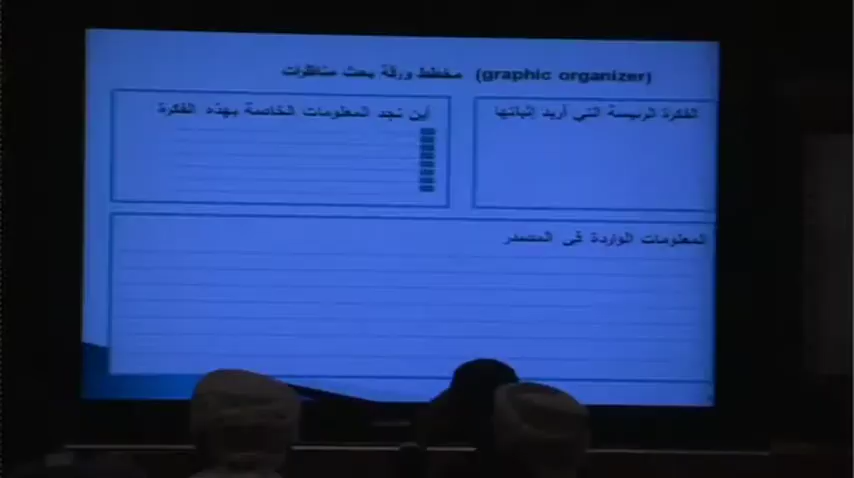 مخطط ورقة بحث مناظرات (graphic organizer)
الفكرة الرئيسة التي أريد إثباتها
أين نجد المعلومات الخاصة بهذه الفكرة
المعلومات الواردة في المصدر